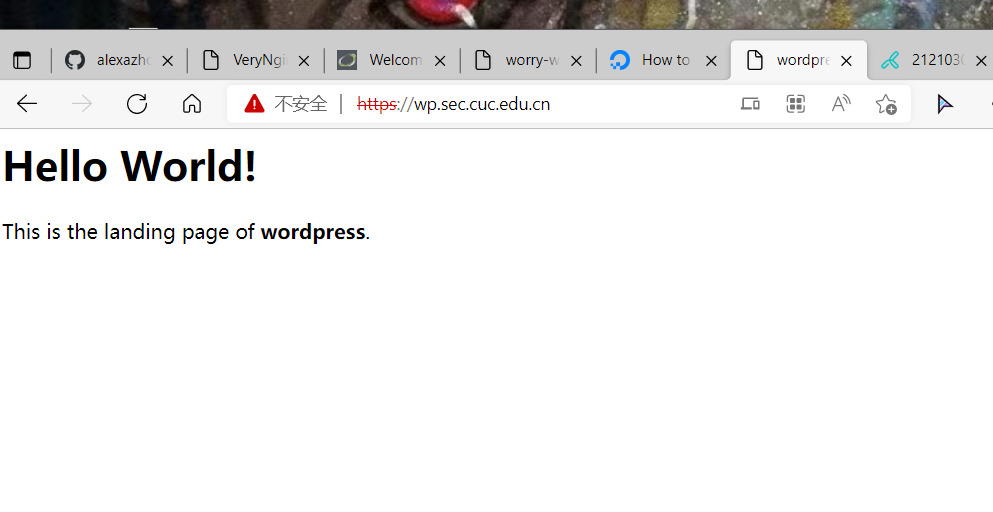 alexazho VeryNgi Welcom worry-w How to wordpre 212103
不安全 | https://wp.sec.cuc.edu.cn
Hello World!
This is the landing page of wordpress.